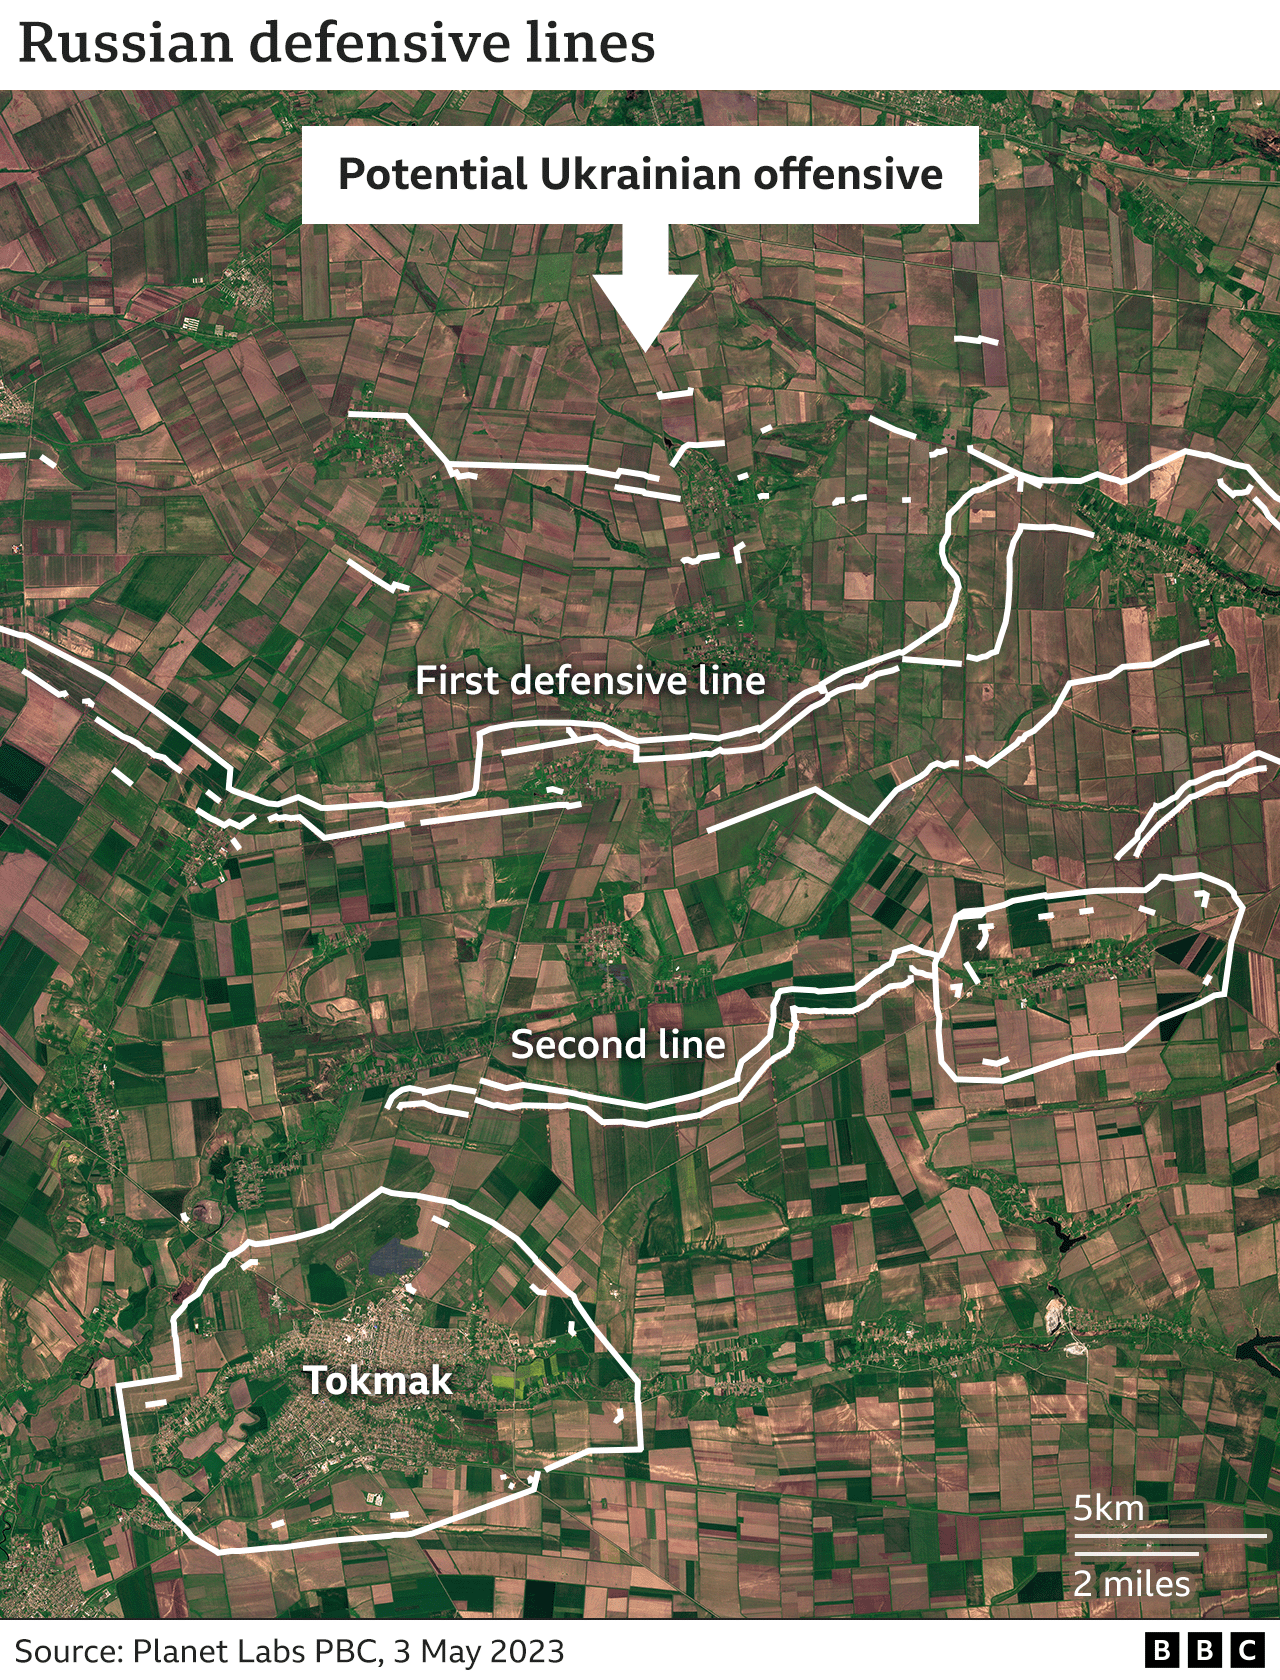 Russian defensive lines
Potential Ukrainian offensive
First defensive line
Second line
Tokmak
5km
2 miles
Source: Planet Labs PBC, 3 May 2023
BBC